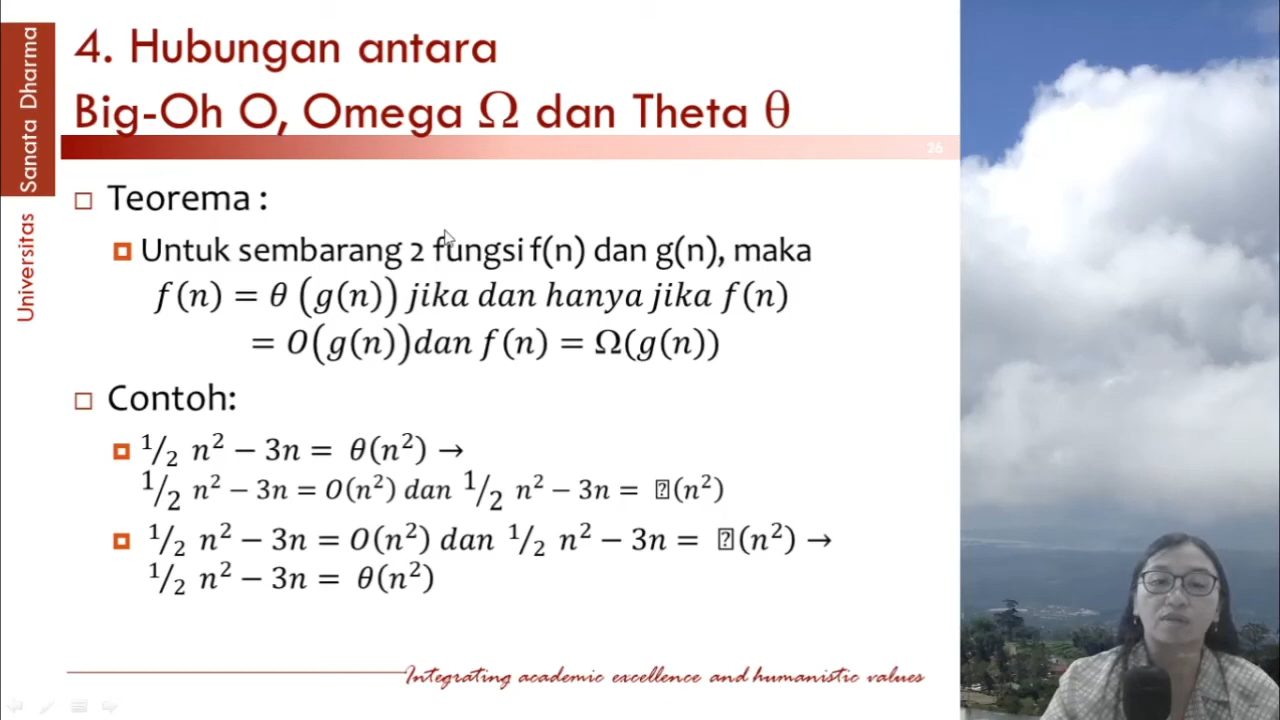 4. Hubungan antara
Big-Oh O, Omega Ω dan Theta θ
26
Universitas Sanata Dharma
Teorema :
Untuk sembarang 2 fungsi f(n) dan g(n), maka
f(n) = θ (g(n)) jika dan hanya jika f(n)
= O(g(n))dan f(n) = Ω(g(n))
Contoh:
1/2 n² − 3n = θ(n²) →
1/2 n² − 3n = O(n²) dan 1/2 n² − 3n = ⍰(n²)
1/2 n² − 3n = O(n²) dan 1/2 n² − 3n = ⍰(n²) →
1/2 n² − 3n = θ(n²)
Integrating academic excellence and humanistic values